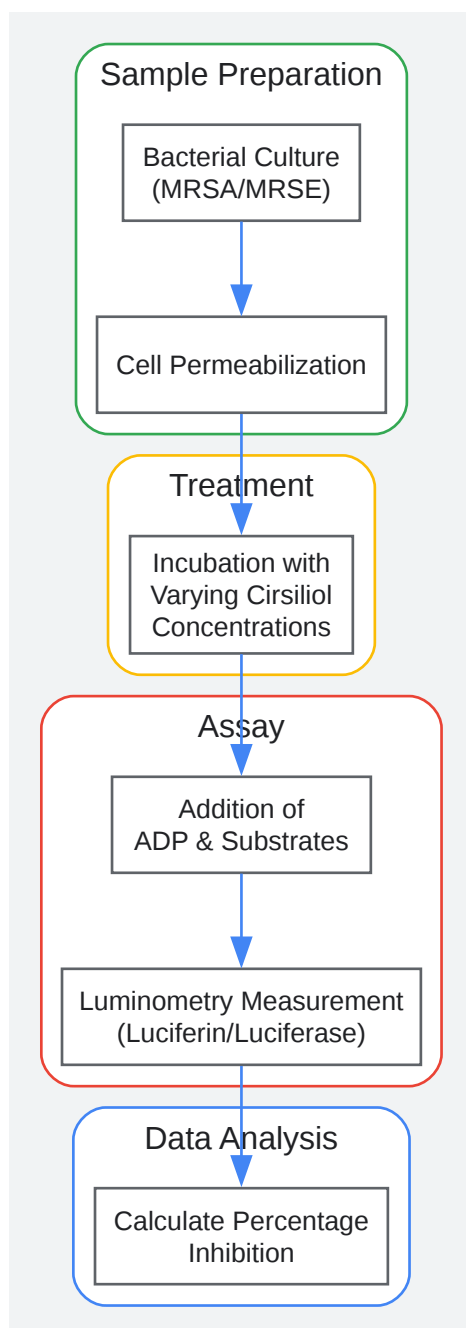 Sample Preparation
Bacterial Culture
(MRSA/MRSE)
Cell Permeabilization
Treatment
Incubation with
Varying Cirsiliol
Concentrations
Assay
Addition of
ADP & Substrates
Luminometry Measurement
(Luciferin/Luciferase)
Data Analysis
Calculate Percentage
Inhibition